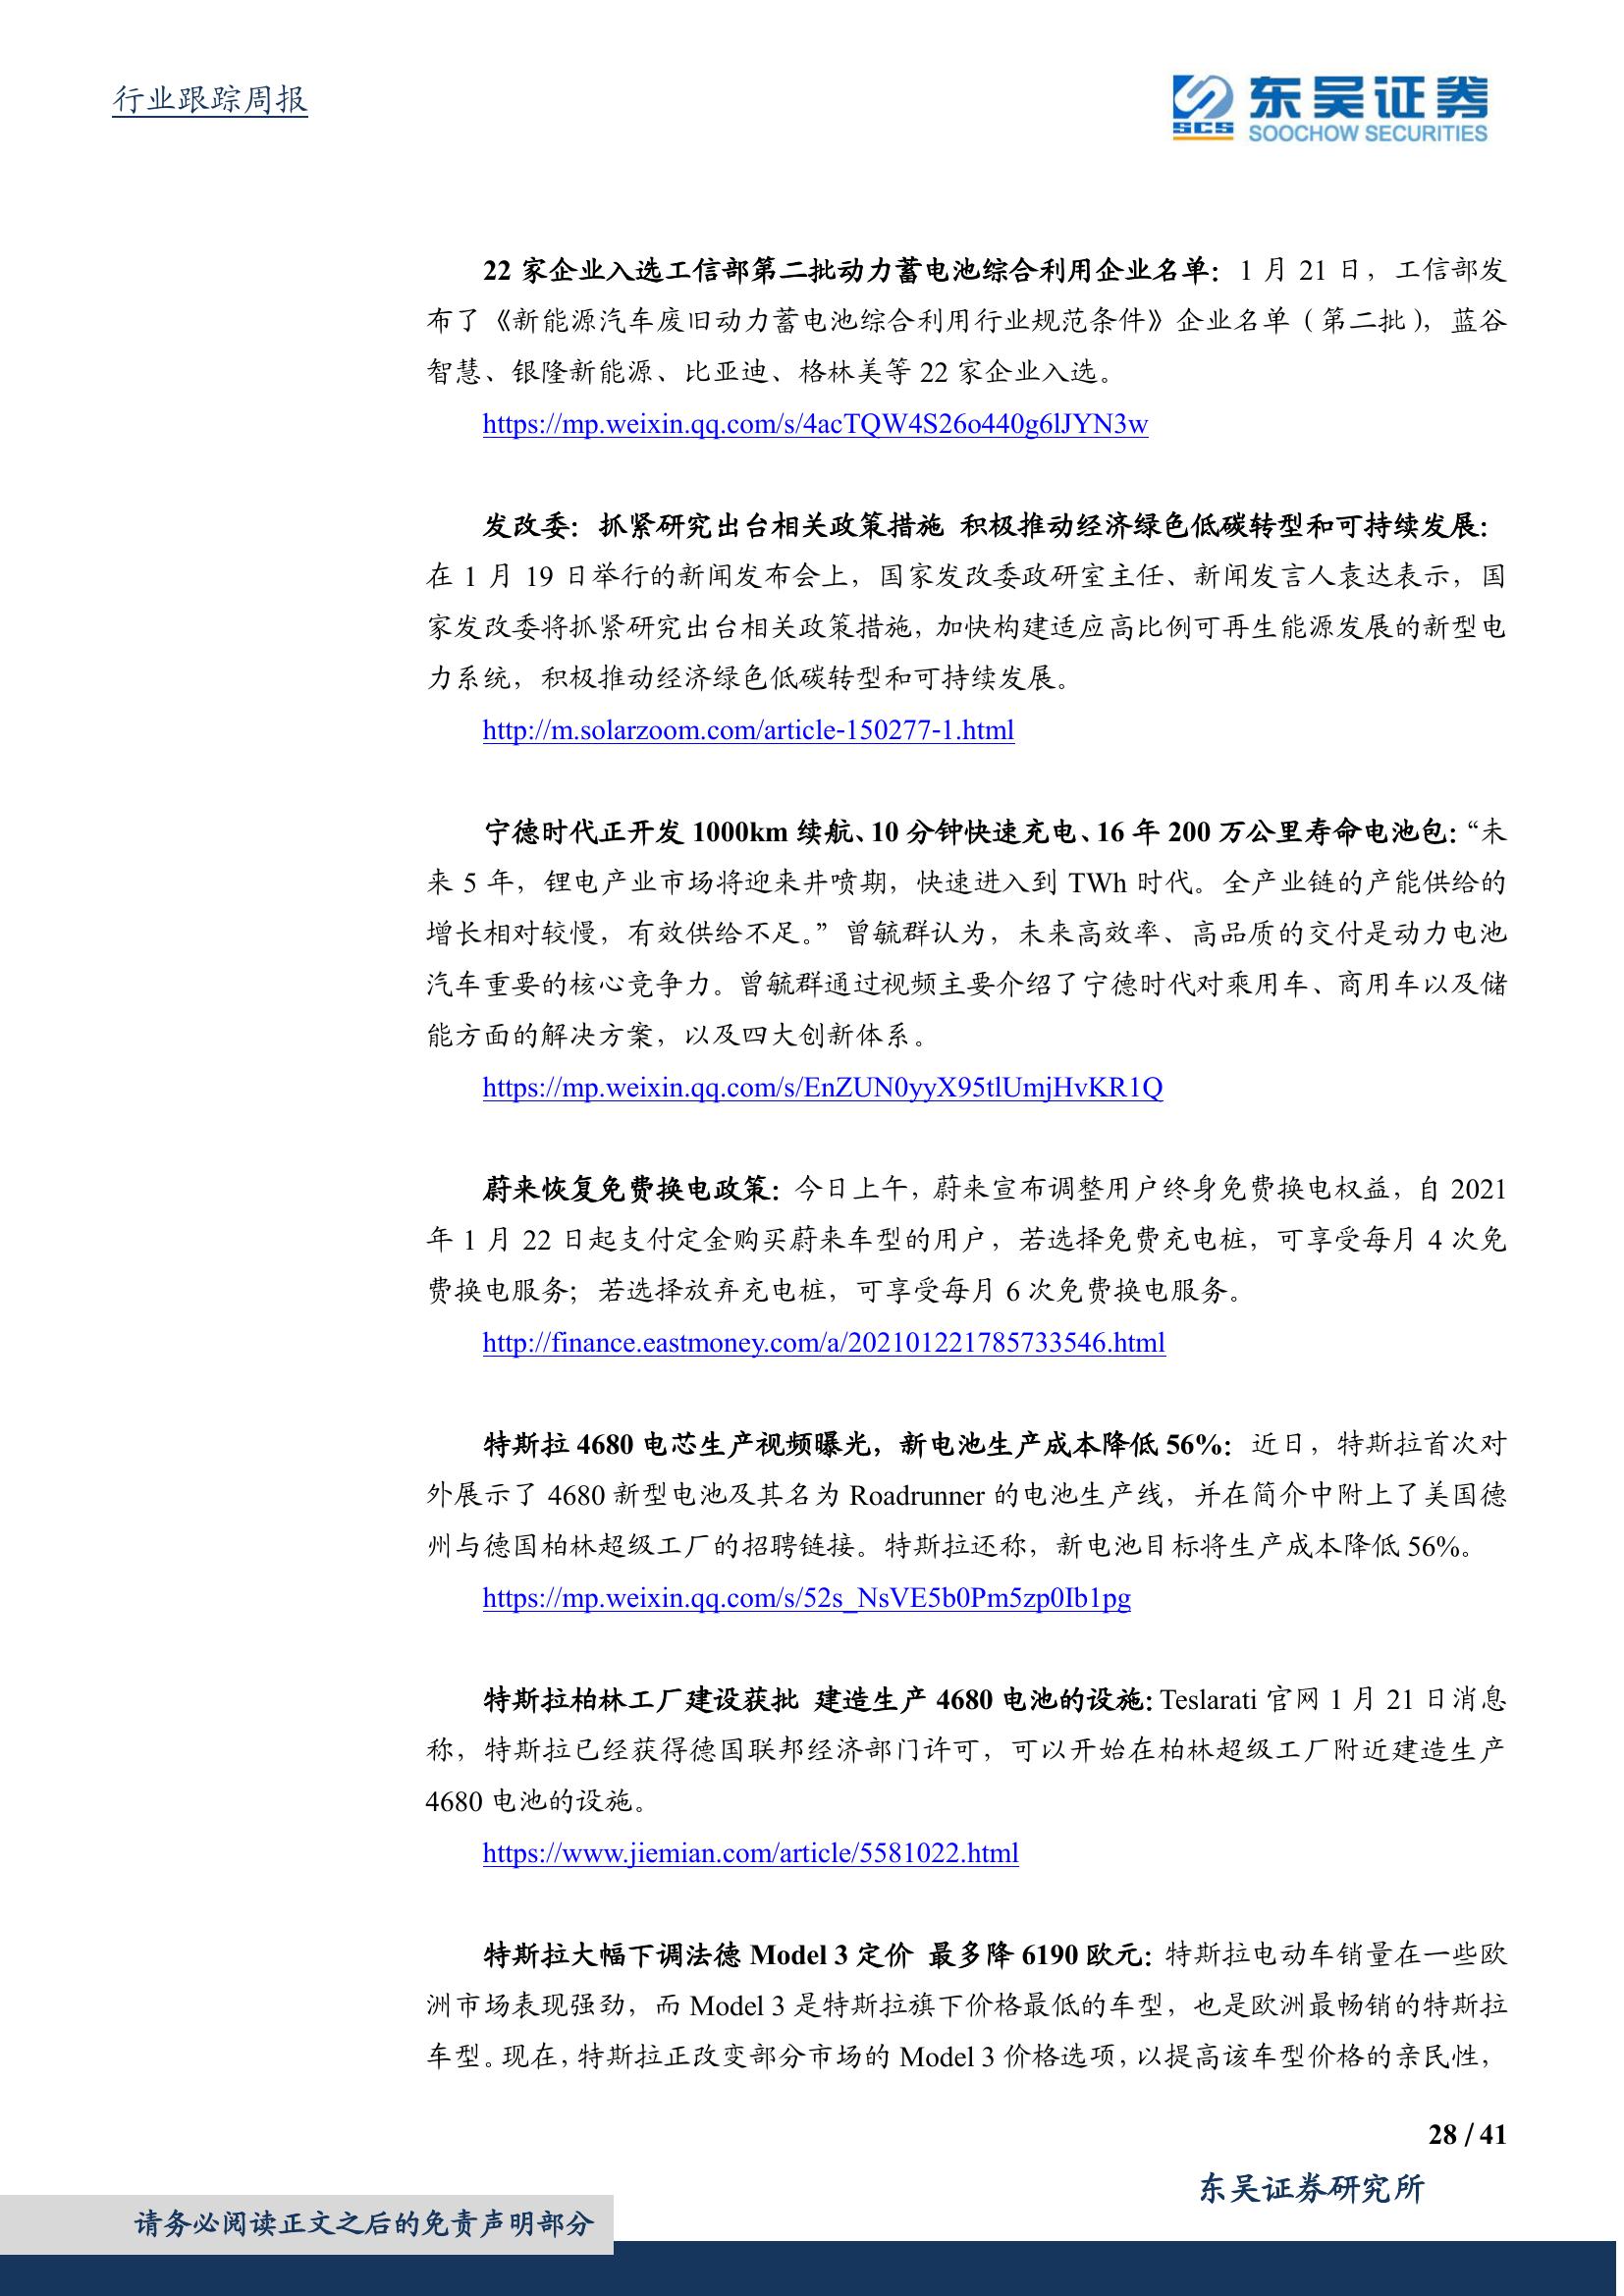 行业跟踪周报
SCS
东吴证券
SOOCHOW SECURITIES
22 家企业入选工信部第二批动力蓄电池综合利用企业名单：1 月 21 日，工信部发
布了《新能源汽车废旧动力蓄电池综合利用行业规范条件》企业名单（第二批），蓝谷
智慧、银隆新能源、比亚迪、格林美等 22 家企业入选。
https://mp.weixin.qq.com/s/4acTQW4S26o440g6lJYN3w
发改委：抓紧研究出台相关政策措施 积极推动经济绿色低碳转型和可持续发展：
在 1 月 19 日举行的新闻发布会上，国家发改委政研室主任、新闻发言人袁达表示，国
家发改委将抓紧研究出台相关政策措施，加快构建适应高比例可再生能源发展的新型电
力系统，积极推动经济绿色低碳转型和可持续发展。
http://m.solarzoom.com/article-150277-1.html
宁德时代正开发 1000km 续航、10 分钟快速充电、16 年 200 万公里寿命电池包：“未
来 5 年，锂电产业市场将迎来井喷期，快速进入到 TWh 时代。全产业链的产能供给的
增长相对较慢，有效供给不足。”曾毓群认为，未来高效率、高品质的交付是动力电池
汽车重要的核心竞争力。曾毓群通过视频主要介绍了宁德时代对乘用车、商用车以及储
能方面的解决方案，以及四大创新体系。
https://mp.weixin.qq.com/s/EnZUN0yyX95tlUmjHvKR1Q
蔚来恢复免费换电政策：今日上午，蔚来宣布调整用户终身免费换电权益，自 2021
年 1 月 22 日起支付定金购买蔚来车型的用户，若选择免费充电桩，可享受每月 4 次免
费换电服务；若选择放弃充电桩，可享受每月 6 次免费换电服务。
http://finance.eastmoney.com/a/202101221785733546.html
特斯拉 4680 电芯生产视频曝光，新电池生产成本降低 56%：近日，特斯拉首次对
外展示了 4680 新型电池及其名为 Roadrunner 的电池生产线，并在简介中附上了美国德
州与德国柏林超级工厂的招聘链接。特斯拉还称，新电池目标将生产成本降低 56%。
https://mp.weixin.qq.com/s/52s_NsVE5b0Pm5zp0Ib1pg
特斯拉柏林工厂建设获批 建造生产 4680 电池的设施：Teslarati 官网 1 月 21 日消息
称，特斯拉已经获得德国联邦经济部门许可，可以开始在柏林超级工厂附近建造生产
4680 电池的设施。
https://www.jiemian.com/article/5581022.html
特斯拉大幅下调法德 Model 3 定价 最多降 6190 欧元：特斯拉电动车销量在一些欧
洲市场表现强劲，而 Model 3 是特斯拉旗下价格最低的车型，也是欧洲最畅销的特斯拉
车型。现在，特斯拉正改变部分市场的 Model 3 价格选项，以提高该车型价格的亲民性，
28 / 41
东吴证券研究所
请务必阅读正文之后的免责声明部分